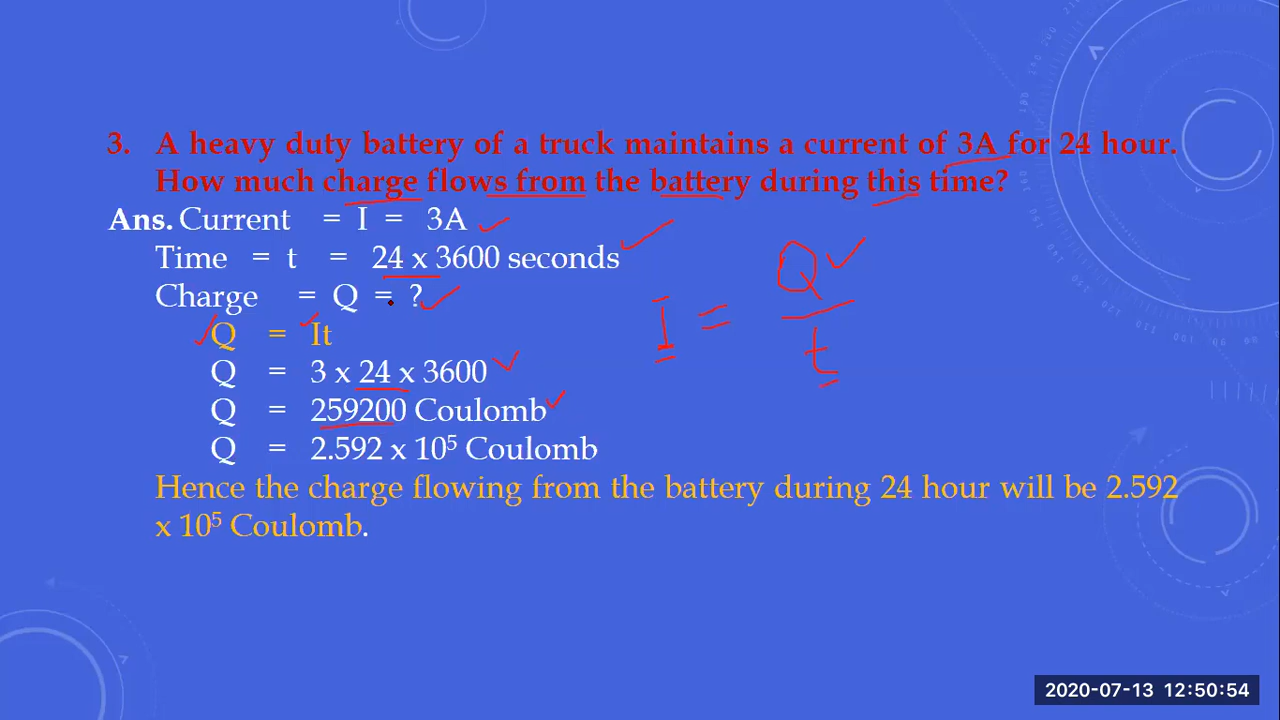 3. A heavy duty battery of a truck maintains a current of 3A for 24 hour.
How much charge flows from the battery during this time?
Ans. Current = I = 3A
Time = t = 24 x 3600 seconds
Charge = Q = ?
Q = It
Q = 3 x 24 x 3600
Q = 259200 Coulomb
Q = 2.592 x 10⁵ Coulomb
Hence the charge flowing from the battery during 24 hour will be 2.592
x 10⁵ Coulomb.
I = Q / t
2020-07-13 12:50:54